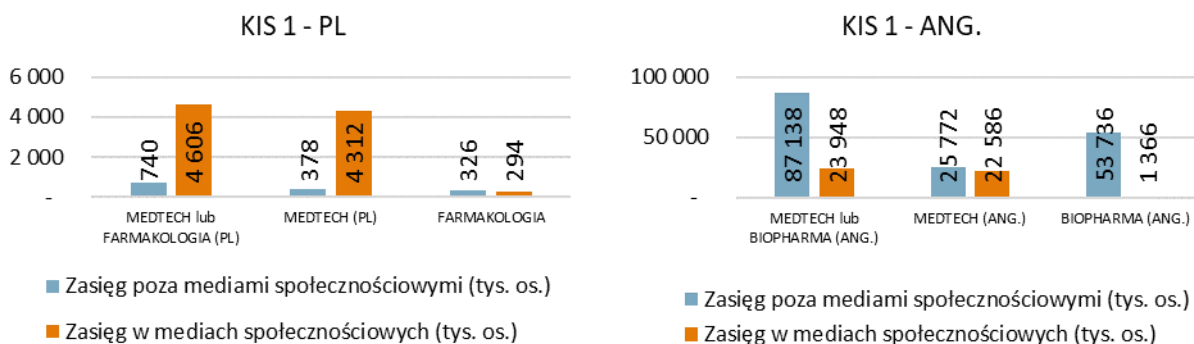 KIS 1 - PL
6 000
4 000
2 000
-
740
4 606
378
4 312
326
294
MEDTECH lub
FARMAKOLOGIA (PL)
MEDTECH (PL)
FARMAKOLOGIA
Zasięg poza mediami społecznościowymi (tys. os.)
Zasięg w mediach społecznościowych (tys. os.)
KIS 1 - ANG.
100 000
50 000
-
87 138
23 948
25 772
22 586
53 736
1 366
MEDTECH lub
BIOPHARMA (ANG.)
MEDTECH (ANG.)
BIOPHARMA (ANG.)
Zasięg poza mediami społecznościowymi (tys. os.)
Zasięg w mediach społecznościowych (tys. os.)